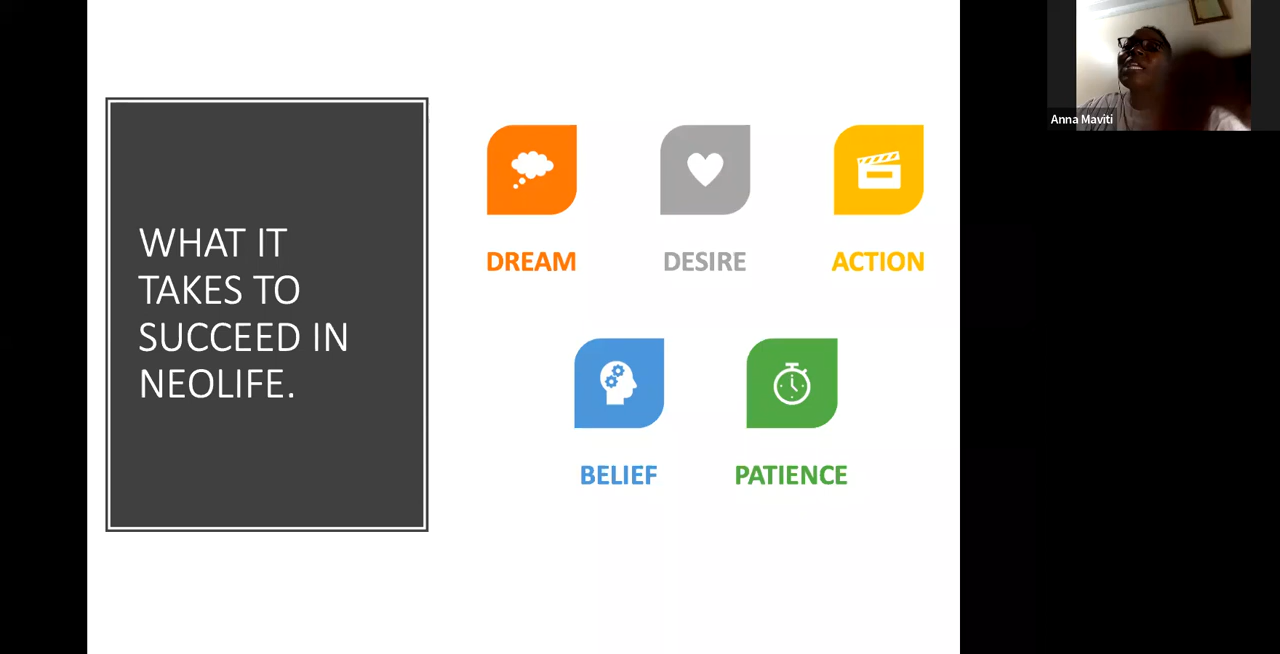 WHAT IT
TAKES TO
SUCCEED IN
NEOLIFE.
DREAM
DESIRE
ACTION
BELIEF
PATIENCE
Anna Maviti